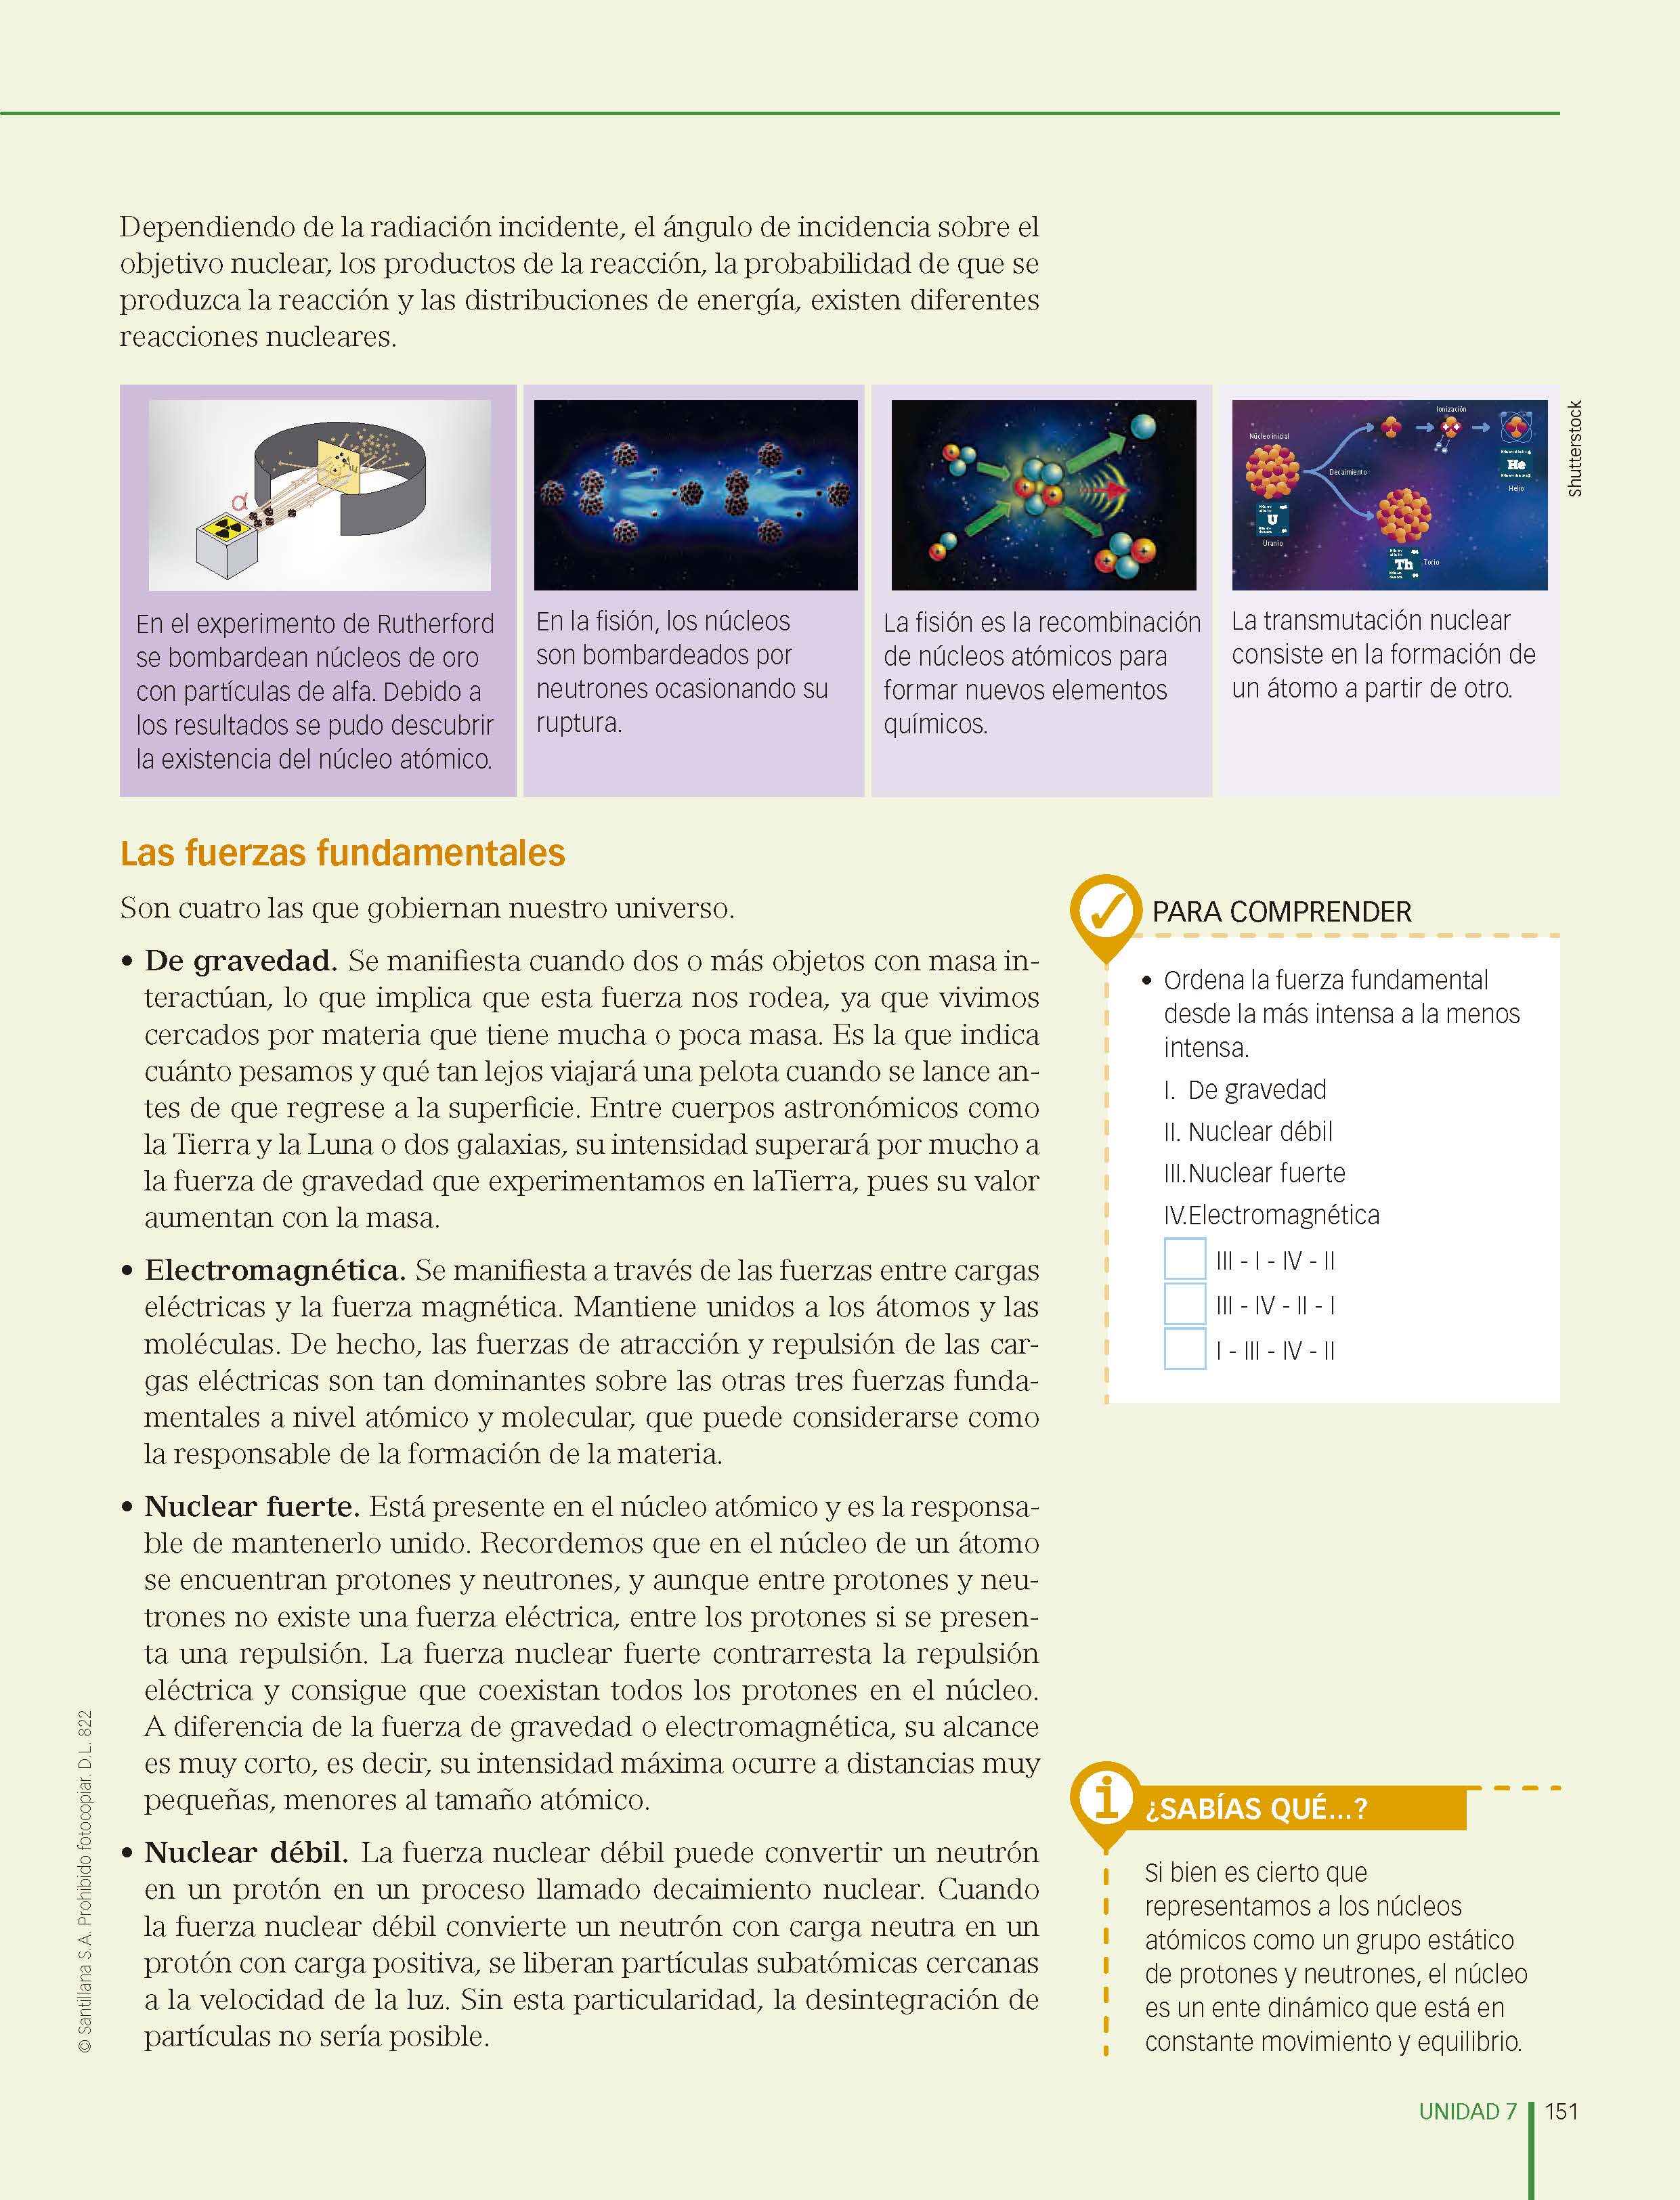 Dependiendo de la radiación incidente, el ángulo de incidencia sobre el
objetivo nuclear, los productos de la reacción, la probabilidad de que se
produzca la reacción y las distribuciones de energía, existen diferentes
reacciones nucleares.
α
Au
Núcleo inicial
Decaimiento
Ionización
U
Uranio
Th
Torio
He
Helio
Shutterstock
En el experimento de Rutherford
se bombardean núcleos de oro
con partículas de alfa. Debido a
los resultados se pudo descubrir
la existencia del núcleo atómico.
En la fisión, los núcleos
son bombardeados por
neutrones ocasionando su
ruptura.
La fisión es la recombinación
de núcleos atómicos para
formar nuevos elementos
químicos.
La transmutación nuclear
consiste en la formación de
un átomo a partir de otro.
Las fuerzas fundamentales
Son cuatro las que gobiernan nuestro universo.
• De gravedad. Se manifiesta cuando dos o más objetos con masa in-
teractúan, lo que implica que esta fuerza nos rodea, ya que vivimos
cercados por materia que tiene mucha o poca masa. Es la que indica
cuánto pesamos y qué tan lejos viajará una pelota cuando se lance an-
tes de que regrese a la superficie. Entre cuerpos astronómicos como
la Tierra y la Luna o dos galaxias, su intensidad superará por mucho a
la fuerza de gravedad que experimentamos en laTierra, pues su valor
aumentan con la masa.
• Electromagnética. Se manifiesta a través de las fuerzas entre cargas
eléctricas y la fuerza magnética. Mantiene unidos a los átomos y las
moléculas. De hecho, las fuerzas de atracción y repulsión de las car-
gas eléctricas son tan dominantes sobre las otras tres fuerzas funda-
mentales a nivel atómico y molecular, que puede considerarse como
la responsable de la formación de la materia.
• Nuclear fuerte. Está presente en el núcleo atómico y es la responsa-
ble de mantenerlo unido. Recordemos que en el núcleo de un átomo
se encuentran protones y neutrones, y aunque entre protones y neu-
trones no existe una fuerza eléctrica, entre los protones si se presen-
ta una repulsión. La fuerza nuclear fuerte contrarresta la repulsión
eléctrica y consigue que coexistan todos los protones en el núcleo.
A diferencia de la fuerza de gravedad o electromagnética, su alcance
es muy corto, es decir, su intensidad máxima ocurre a distancias muy
pequeñas, menores al tamaño atómico.
• Nuclear débil. La fuerza nuclear débil puede convertir un neutrón
en un protón en un proceso llamado decaimiento nuclear. Cuando
la fuerza nuclear débil convierte un neutrón con carga neutra en un
protón con carga positiva, se liberan partículas subatómicas cercanas
a la velocidad de la luz. Sin esta particularidad, la desintegración de
partículas no sería posible.
PARA COMPRENDER
• Ordena la fuerza fundamental
desde la más intensa a la menos
intensa.
I. De gravedad
II. Nuclear débil
III.Nuclear fuerte
IV.Electromagnética
III - I - IV - II
III - IV - II - I
I - III - IV - II
¿SABÍAS QUÉ...?
Si bien es cierto que
representamos a los núcleos
atómicos como un grupo estático
de protones y neutrones, el núcleo
es un ente dinámico que está en
constante movimiento y equilibrio.
© Santillana S.A. Prohibido fotocopiar. D.L. 822
UNIDAD 7 151